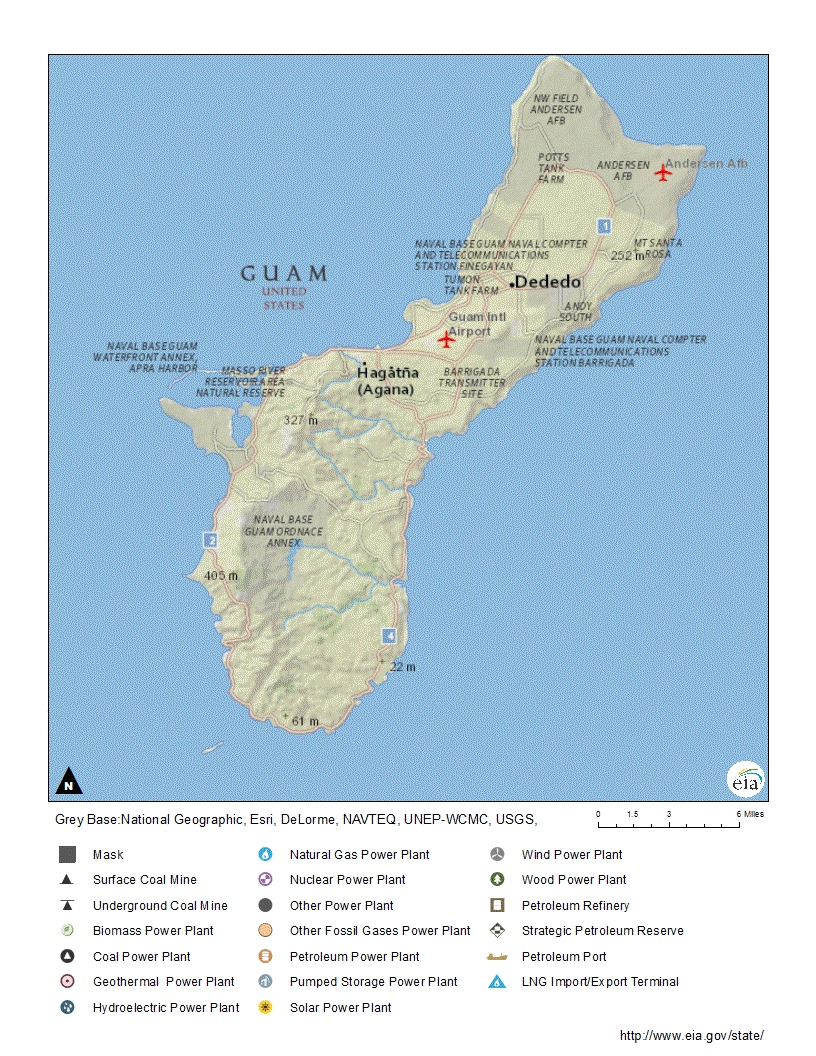 NW FIELD
ANDERSEN
AFB
POTTS
TANK
FARM
ANDERSEN
AFB
Andersen Afb
1
NAVAL BASE GUAM NAVAL COMPTER
AND TELECOMMUNICATIONS
STATION FINEGAYAN
MT SANTA
ROSA
252 m
GUAM
UNITED
STATES
TUMON
TANK FARM
Dededo
ANDY
SOUTH
Guam Intl
Airport
NAVAL BASE GUAM NAVAL COMPTER
AND TELECOMMUNICATIONS
STATION BARRIGADA
NAVAL BASE GUAM
WATERFRONT ANNEX,
APRA HARBOR
MASSO RIVER
RESERVOIR AREA
NATURAL RESERVE
Hagåtña
(Agana)
BARRIGADA
TRANSMITTER
SITE
327 m
NAVAL BASE
GUAM ORDNACE
ANNEX
2
405 m
4
22 m
61 m
N
eia
Grey Base:National Geographic, Esri, DeLorme, NAVTEQ, UNEP-WCMC, USGS,
0 1.5 3 6 Miles
Mask
Surface Coal Mine
Underground Coal Mine
Biomass Power Plant
Coal Power Plant
Geothermal Power Plant
Hydroelectric Power Plant
Natural Gas Power Plant
Nuclear Power Plant
Other Power Plant
Other Fossil Gases Power Plant
Petroleum Power Plant
Pumped Storage Power Plant
Solar Power Plant
Wind Power Plant
Wood Power Plant
Petroleum Refinery
Strategic Petroleum Reserve
Petroleum Port
LNG Import/Export Terminal
http://www.eia.gov/state/